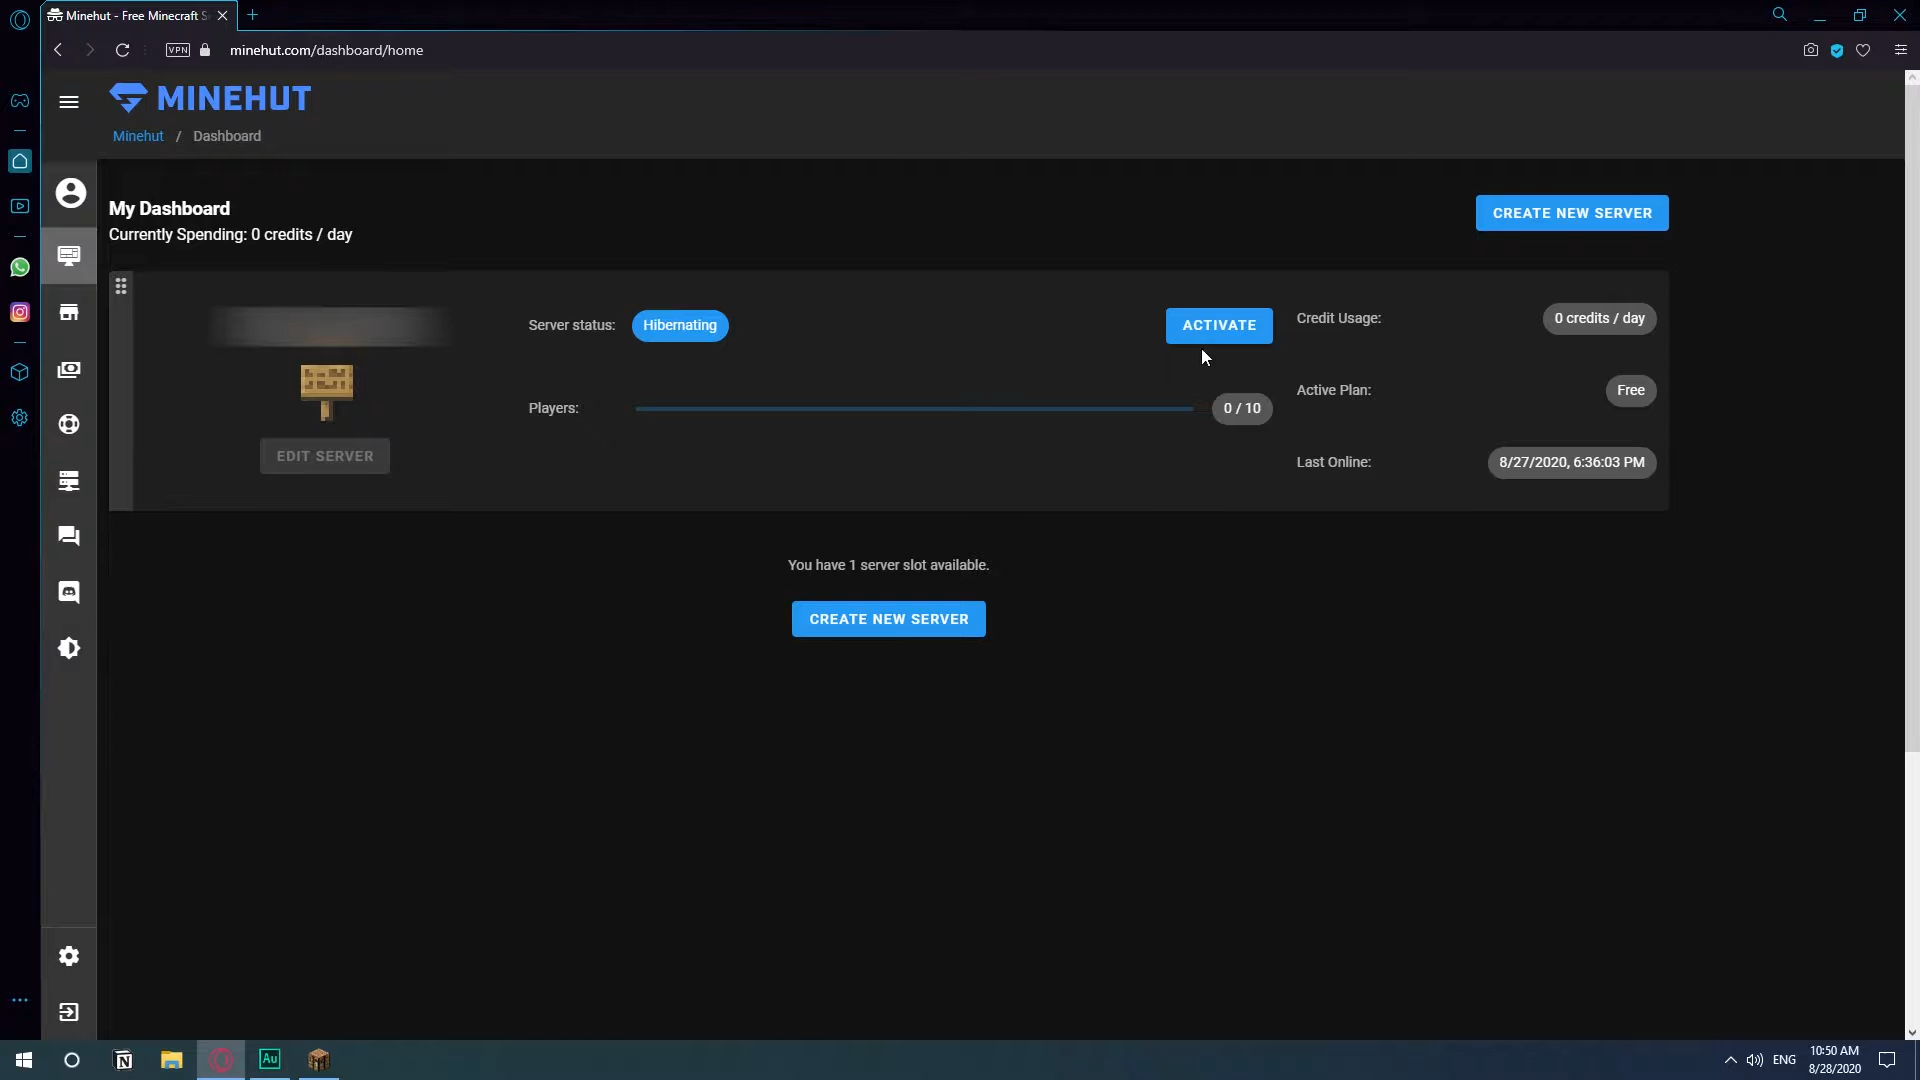 Minehut - Free Minecraft S
VPN
minehut.com/dashboard/home
MINEHUT
Minehut / Dashboard
My Dashboard
Currently Spending: 0 credits / day
CREATE NEW SERVER
Server status: Hibernating
ACTIVATE
Credit Usage: 0 credits / day
Players: 0 / 10
Active Plan: Free
EDIT SERVER
Last Online: 8/27/2020, 6:36:03 PM
You have 1 server slot available.
CREATE NEW SERVER
Au
ENG
10:50 AM
8/28/2020